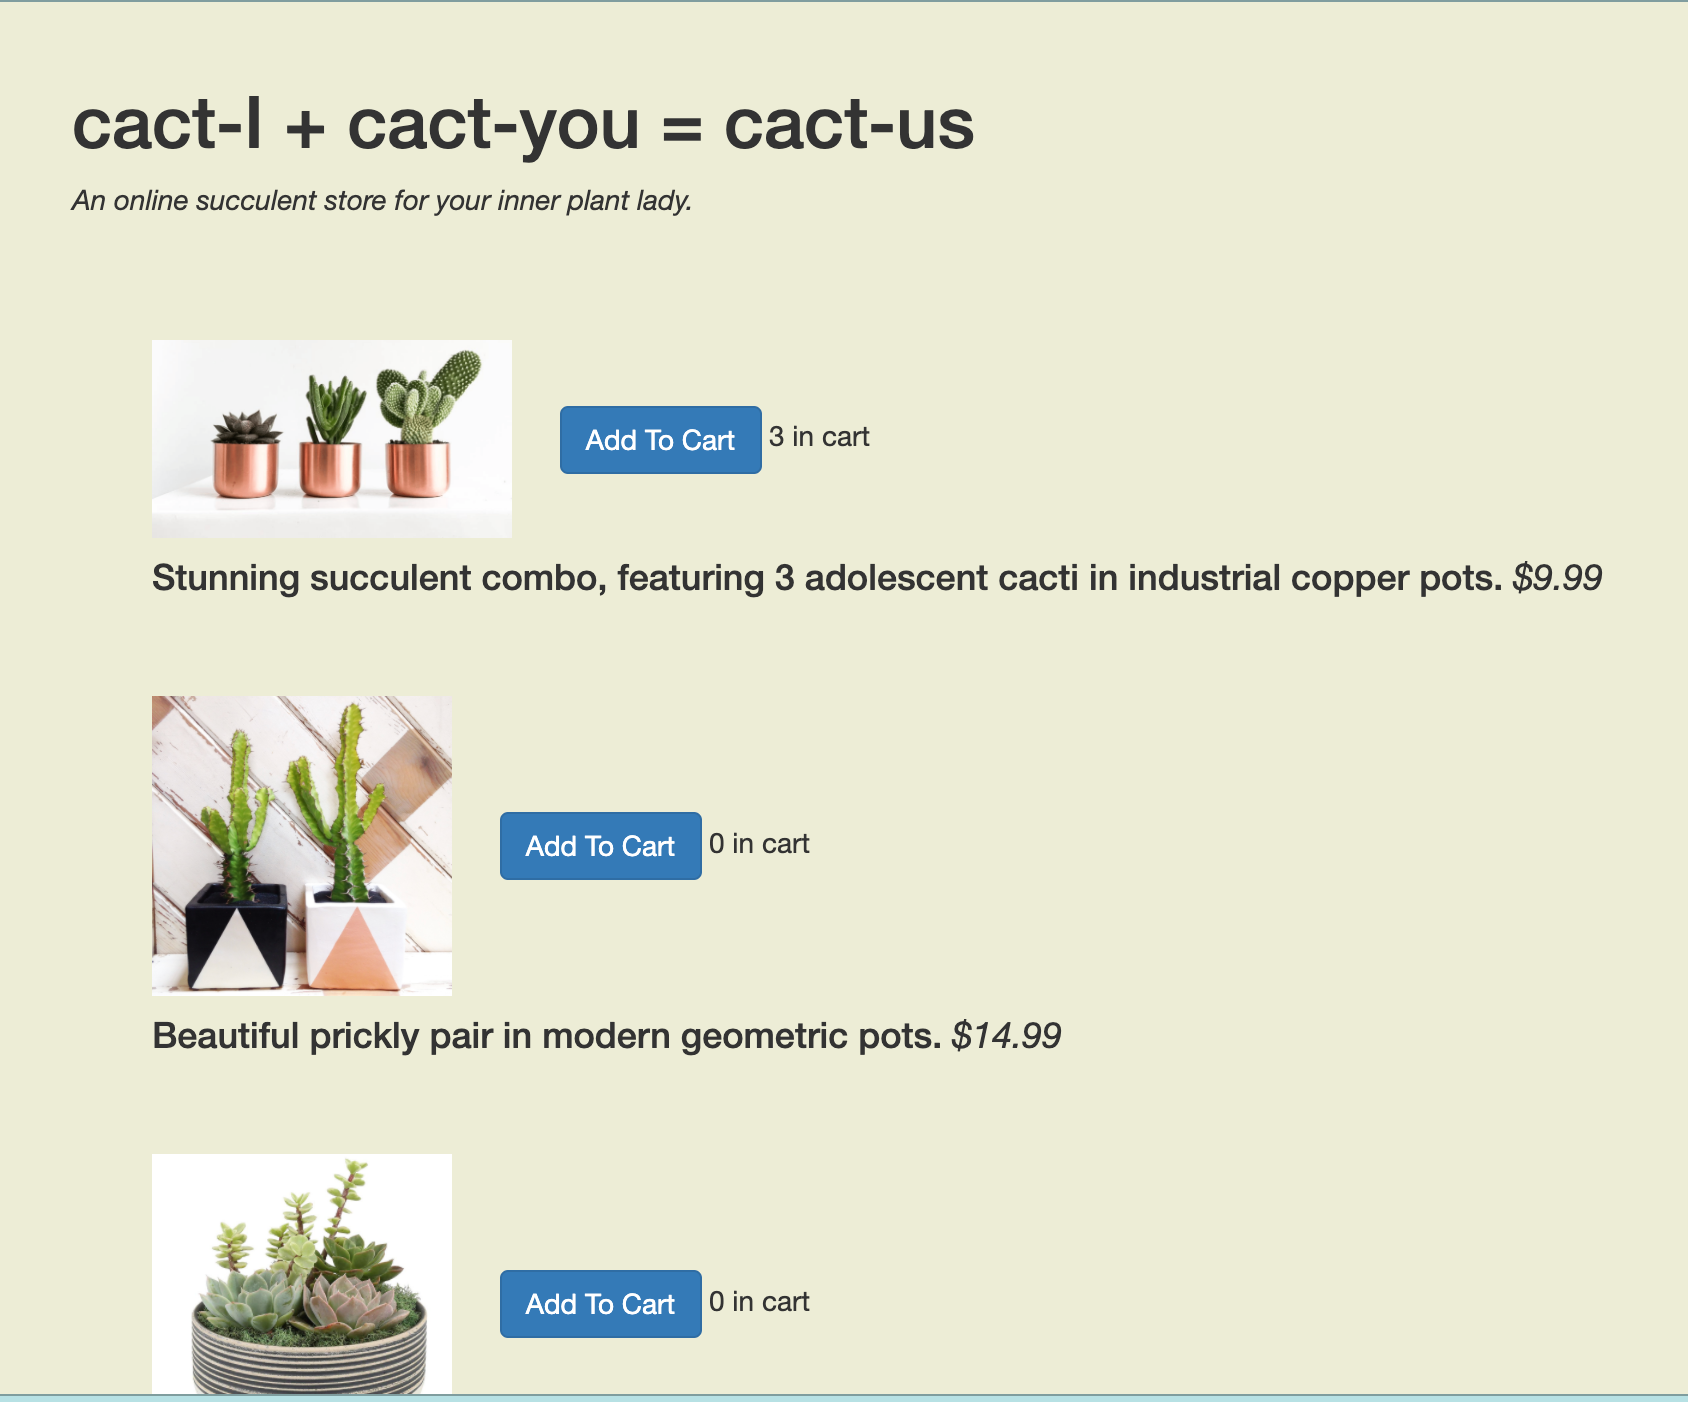 cact-I + cact-you = cact-us
An online succulent store for your inner plant lady.
Add To Cart 3 in cart
Stunning succulent combo, featuring 3 adolescent cacti in industrial copper pots. $9.99
Add To Cart 0 in cart
Beautiful prickly pair in modern geometric pots. $14.99
Add To Cart 0 in cart